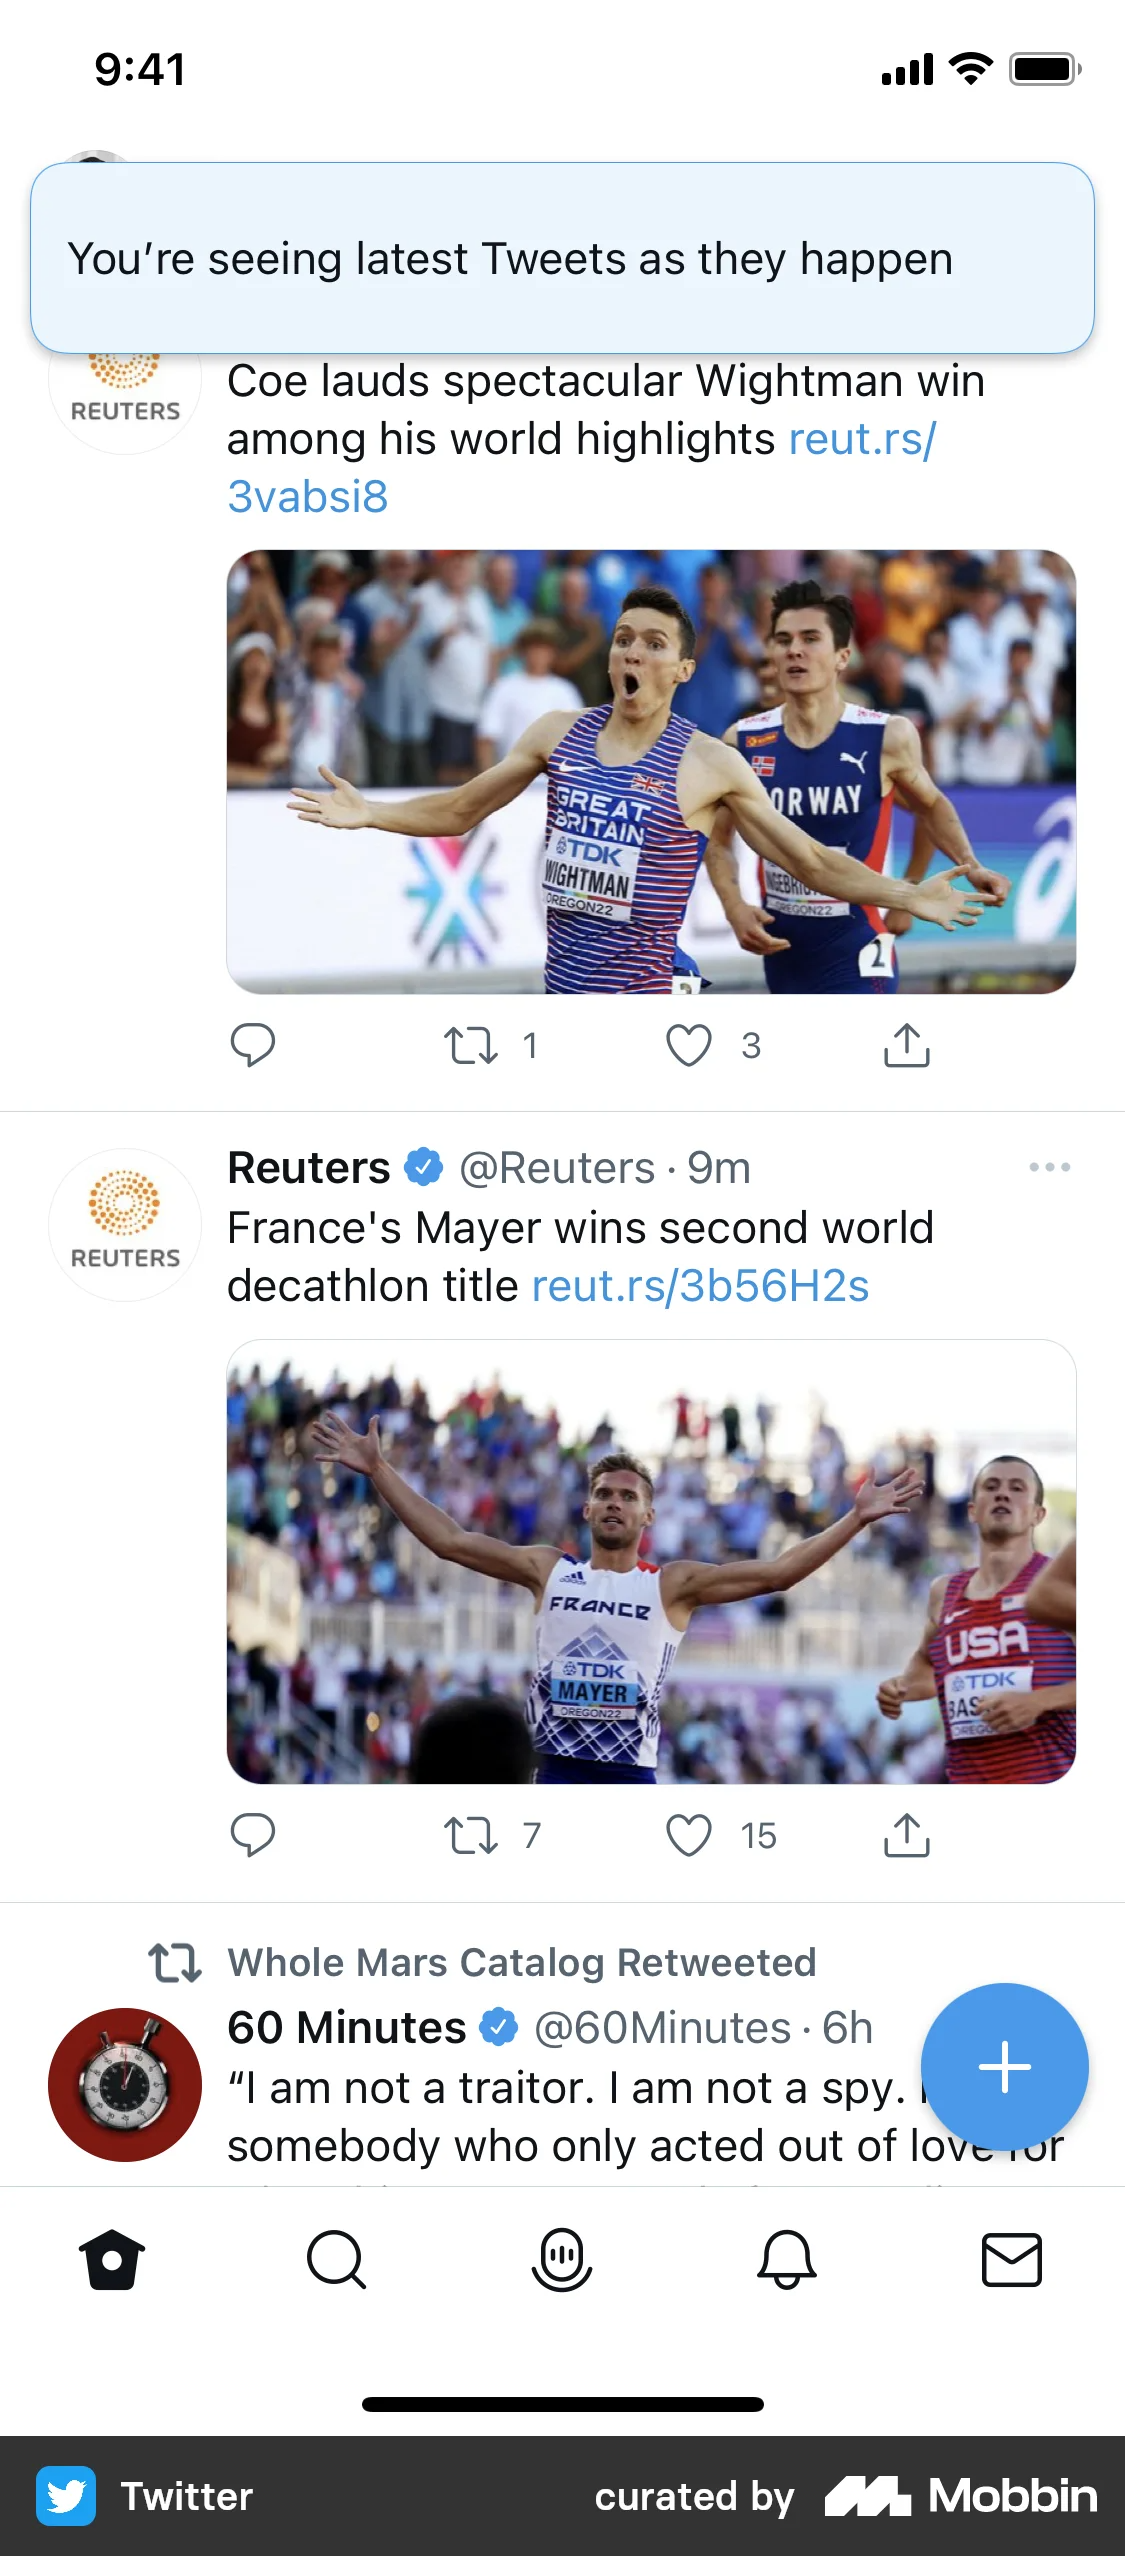 9:41
You’re seeing latest Tweets as they happen
REUTERS
Coe lauds spectacular Wightman win
among his world highlights reut.rs/
3vabsi8
GREAT
BRITAIN
TDK
WIGHTMAN
OREGON22
NORWAY
OREGON22
2
1
3
Reuters @Reuters · 9m
REUTERS
France's Mayer wins second world
decathlon title reut.rs/3b56H2s
adidas
FRANCE
TDK
MAYER
OREGON22
USA
TDK
7
15
Whole Mars Catalog Retweeted
60 Minutes @60Minutes · 6h
“I am not a traitor. I am not a spy.
somebody who only acted out of love for
Twitter
curated by Mobbin